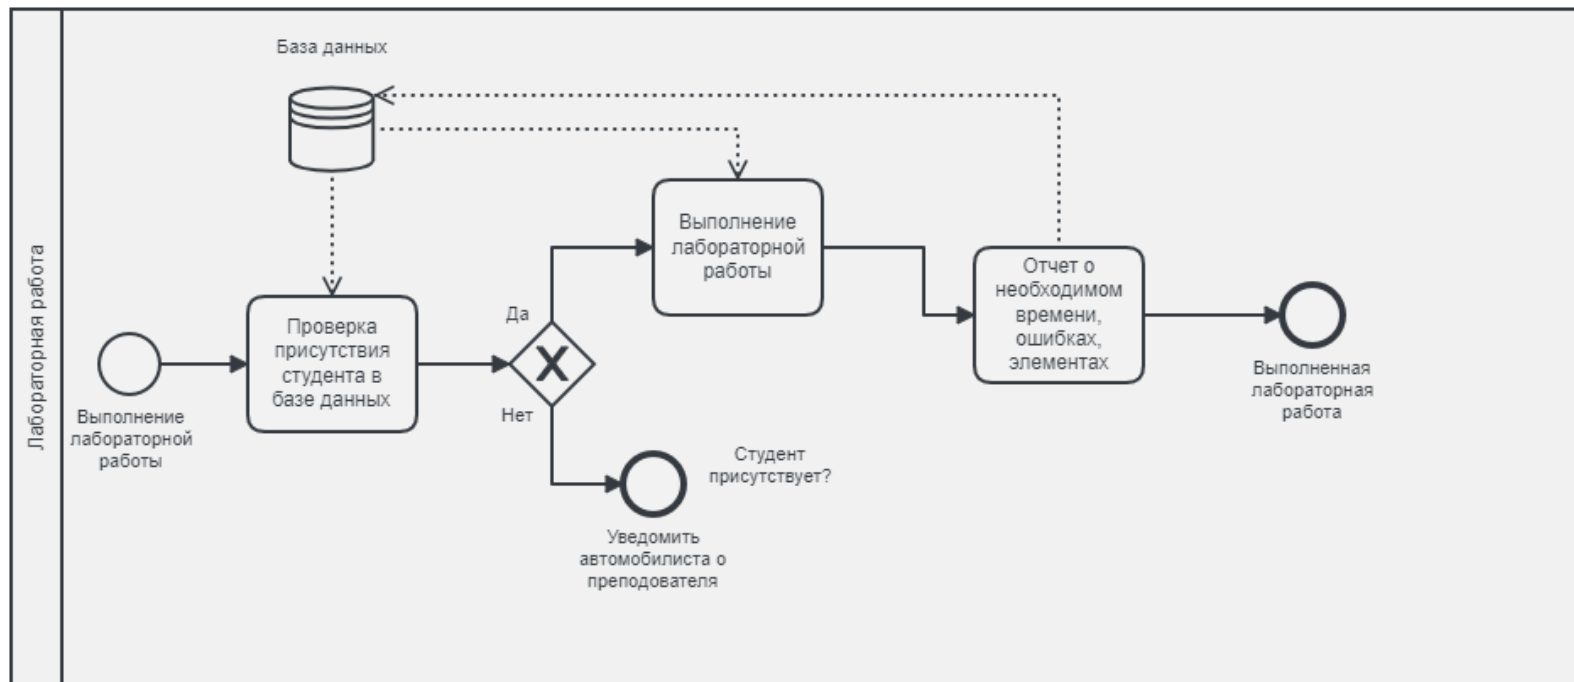 База данных
Лабораторная работа
Выполнение
лабораторной
работы
Проверка
присутствия
студента в
базе данных
Да
Нет
Выполнение
лабораторной
работы
Отчет о
необходимом
времени,
ошибках,
элементах
Выполненная
лабораторная
работа
Студент
присутствует?
Уведомить
автомобилиста о
преподователя